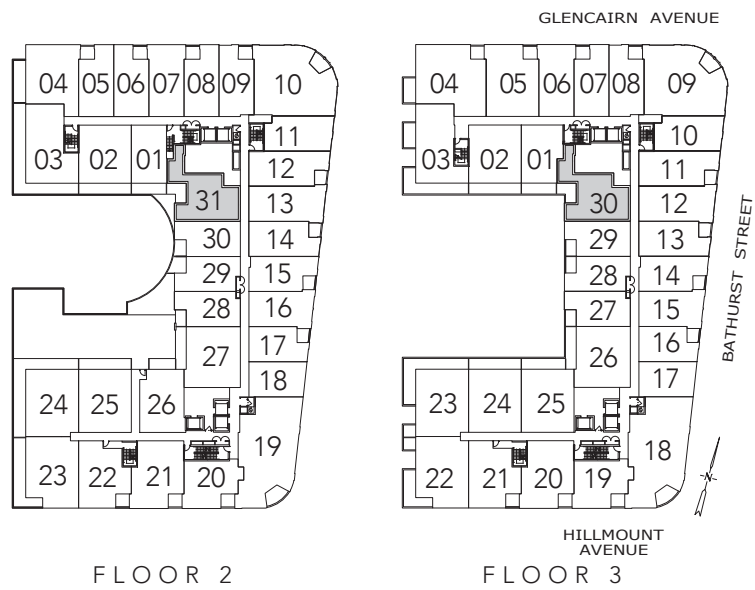 GLENCAIRN AVENUE
04 05 06 07 08 09 10
11
03 02 01
12
31 13
30 14
29 15
28 16
27 17
18
24 25 26
19
23 22 21 20
FLOOR 2
04 05 06 07 08 09
10
03 02 01
11
30 12
29 13
28 14
27 15
26 16
17
23 24 25
18
22 21 20 19
FLOOR 3
BATHURST STREET
N
HILLMOUNT
AVENUE